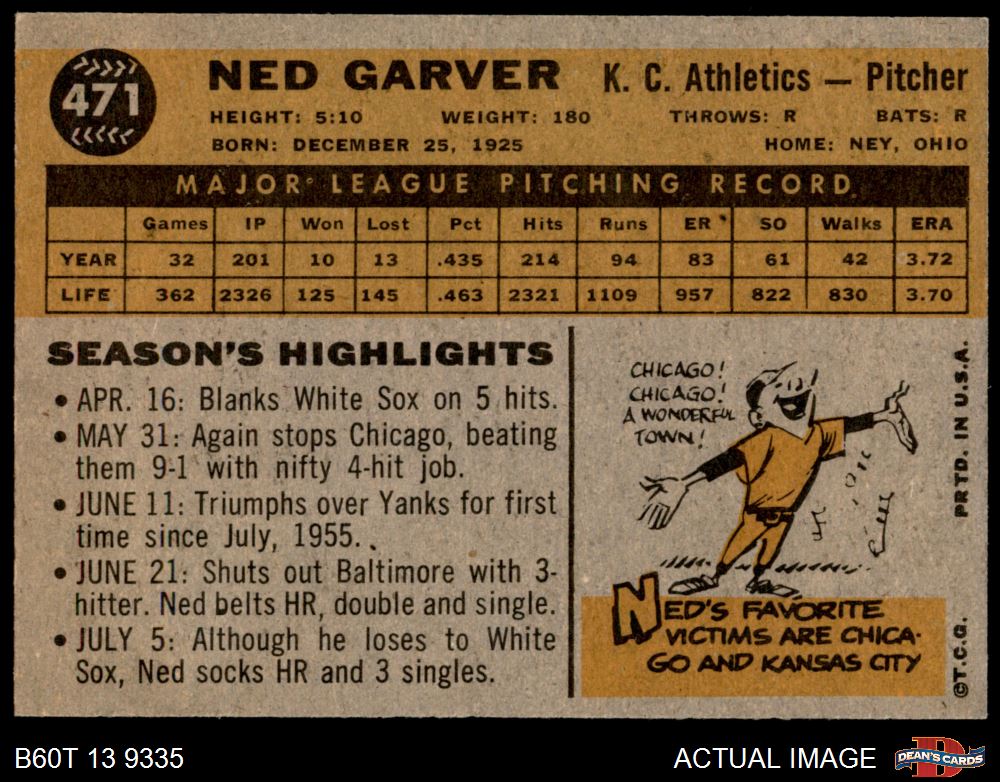 471
NED GARVER K. C. Athletics — Pitcher
HEIGHT: 5:10 WEIGHT: 180 THROWS: R BATS: R
BORN: DECEMBER 25, 1925 HOME: NEY, OHIO
MAJOR LEAGUE PITCHING RECORD
Games IP Won Lost Pct Hits Runs ER SO Walks ERA
YEAR 32 201 10 13 .435 214 94 83 61 42 3.72
LIFE 362 2326 125 145 .463 2321 1109 957 822 830 3.70
SEASON'S HIGHLIGHTS
• APR. 16: Blanks White Sox on 5 hits.
• MAY 31: Again stops Chicago, beating
them 9-1 with nifty 4-hit job.
• JUNE 11: Triumphs over Yanks for first
time since July, 1955.
• JUNE 21: Shuts out Baltimore with 3-
hitter. Ned belts HR, double and single.
• JULY 5: Although he loses to White
Sox, Ned socks HR and 3 singles.
CHICAGO!
CHICAGO!
A WONDERFUL
TOWN!
NED'S FAVORITE
VICTIMS ARE CHICA-
GO AND KANSAS CITY
©T.C.G. PRTD. IN U.S.A.
B60T 13 9335 ACTUAL IMAGE DEAN'S CARDS